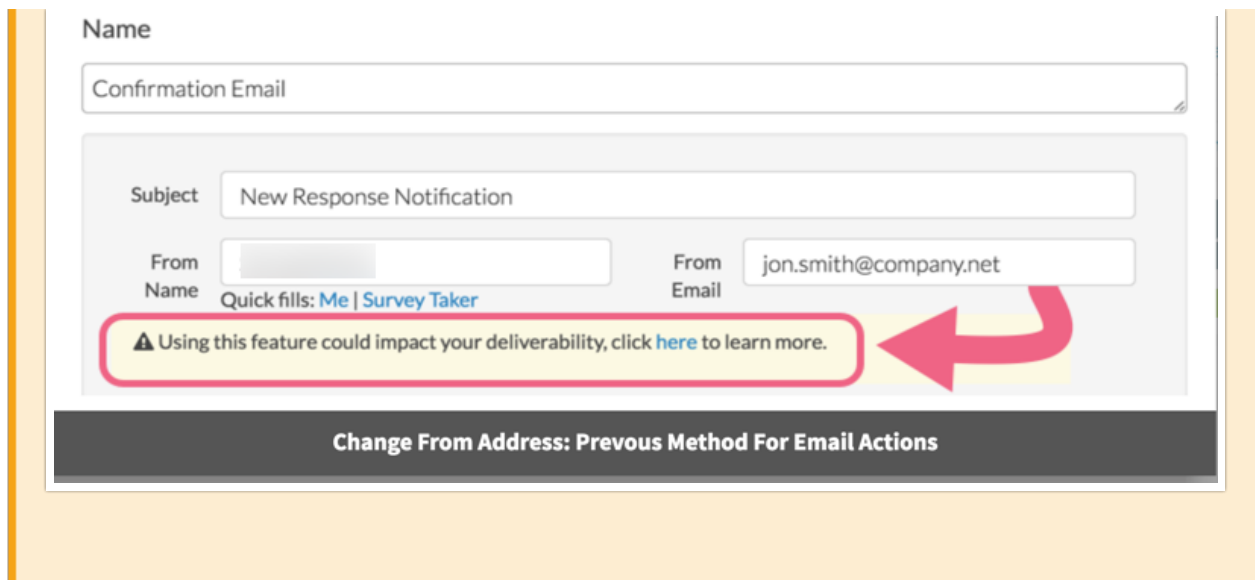 Name
Confirmation Email
Subject
New Response Notification
From Name
From Email
jon.smith@company.net
Quick fills: Me | Survey Taker
Using this feature could impact your deliverability, click here to learn more.
Change From Address: Prevous Method For Email Actions